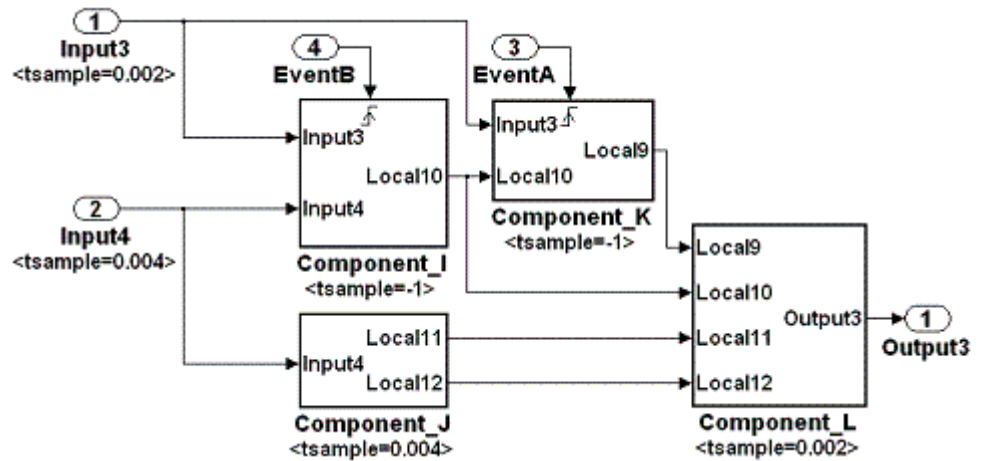 1
Input3
<tsample=0.002>
4
EventB
3
EventA
Input3
Local10
Input4
Component_I
<tsample=-1>
Input3
Local9
Local10
Component_K
<tsample=-1>
2
Input4
<tsample=0.004>
Local11
Input4
Local12
Component_J
<tsample=0.004>
Local9
Local10
Output3
Local11
Local12
Component_L
<tsample=0.002>
1
Output3